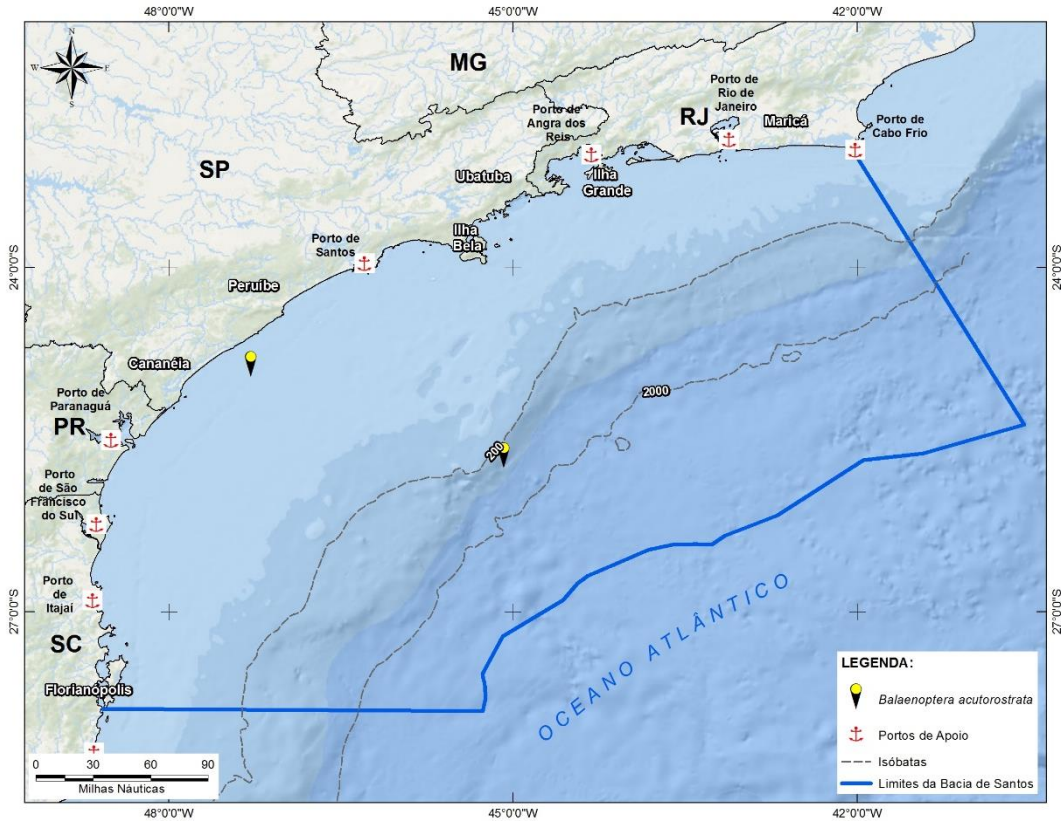 48°0'0"W
45°0'0"W
42°0'0"W
N
W
E
S
MG
Porto de
Rio de
Janeiro
Porto de
Angra dos
Reis
RJ
Maricá
Porto de
Cabo Frio
SP
Ubatuba
Ilha
Grande
Ilha
Bela
Porto de
Santos
24°0'0"S
24°0'0"S
Peruíbe
Cananéia
2000
Porto de
Paranaguá
PR
200
Porto
de São
Francisco
do Sul
Porto
de
Itajaí
27°0'0"S
27°0'0"S
SC
OCEANO ATLÂNTICO
Florianópolis
LEGENDA:
Balaenoptera acutorostrata
Portos de Apoio
Isóbatas
Limites da Bacia de Santos
0 30 60 90
Milhas Náuticas
48°0'0"W
45°0'0"W
42°0'0"W